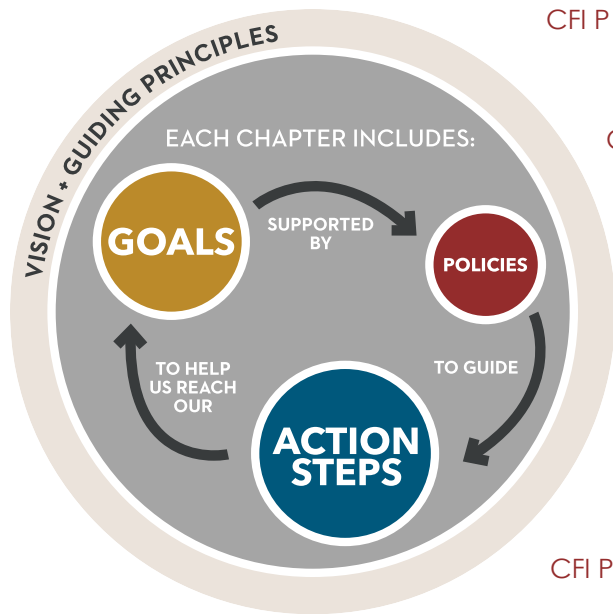 CFI P
VISION + GUIDING PRINCIPLES
EACH CHAPTER INCLUDES:
GOALS
SUPPORTED
BY
POLICIES
TO GUIDE
ACTION
STEPS
TO HELP
US REACH
OUR
CFI P